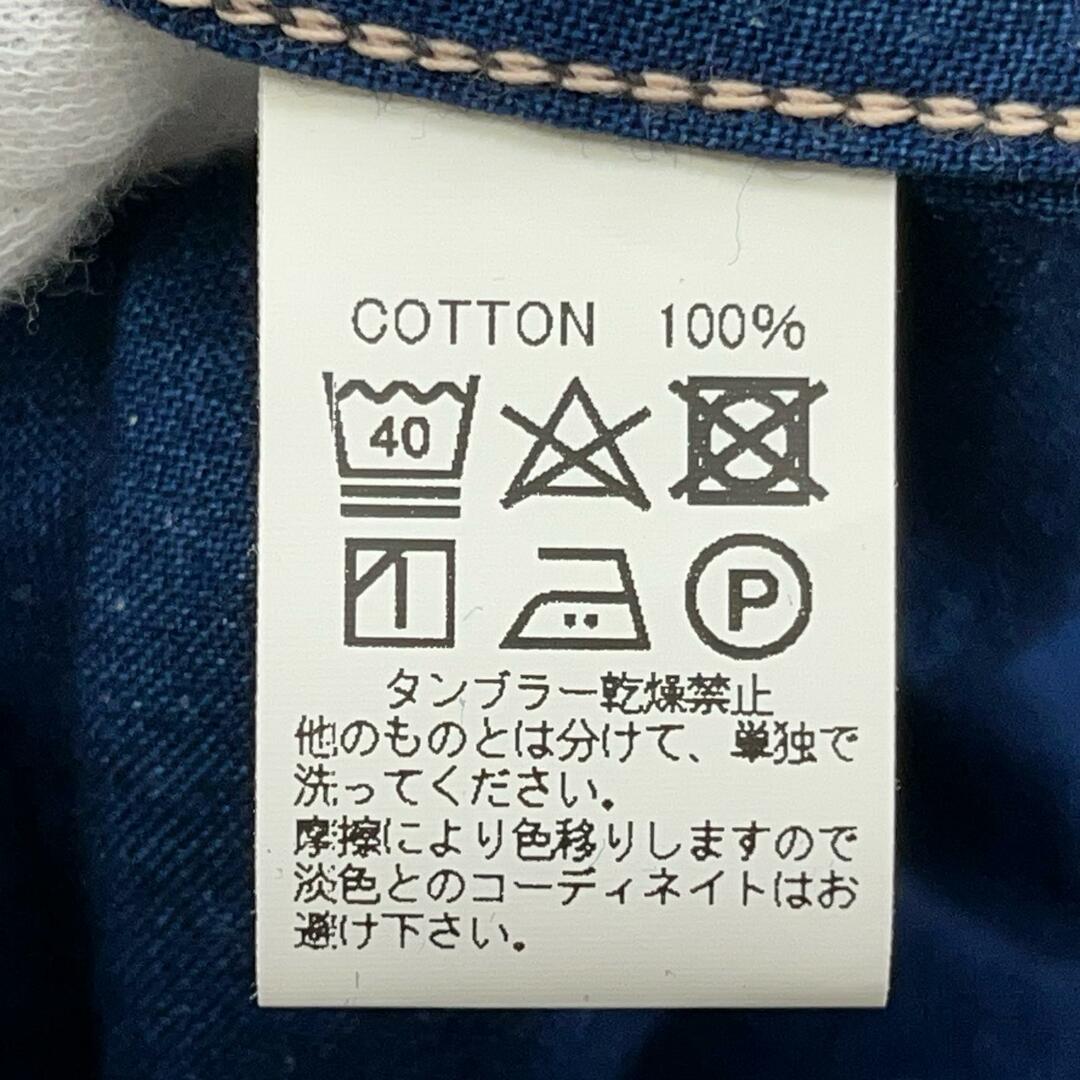 COTTON 100%
40
P
タンブラー乾燥禁止
他のものとは分けて、単独で
洗ってください。
摩擦により色移りしますので
淡色とのコーディネイトはお
避け下さい。